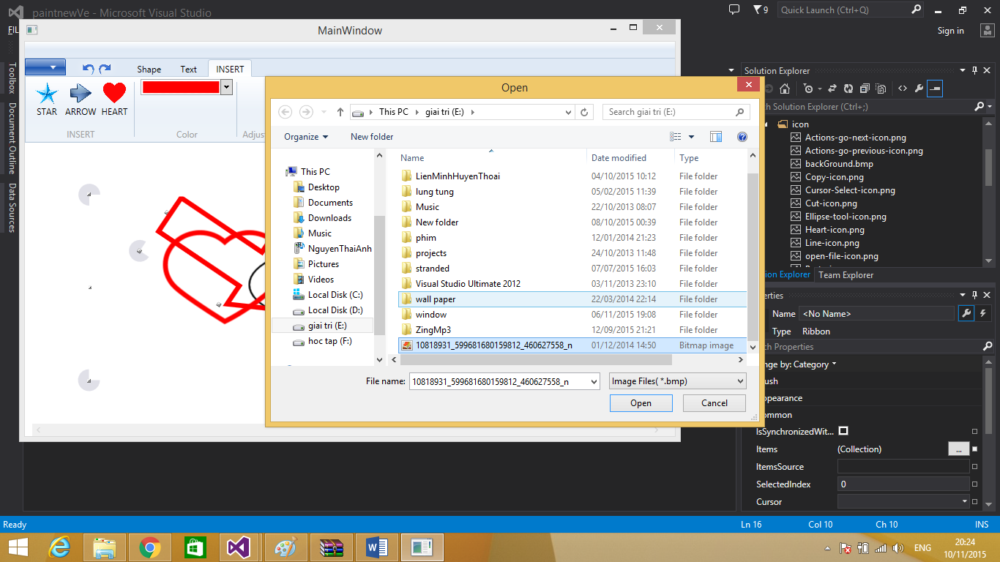 paintnewVe - Microsoft Visual Studio
9
Quick Launch (Ctrl+Q)
FIL
Sign in
MainWindow
Shape
Text
INSERT
STAR
ARROW
HEART
INSERT
Color
Adjus
Toolbox
Document Outline
Data Sources
Open
This PC
giai tri (E:)
Search giai tri (E:)
Organize
New folder
This PC
Desktop
Documents
Downloads
Music
NguyenThaiAnh
Pictures
Videos
Local Disk (C:)
Local Disk (D:)
giai tri (E:)
hoc tap (F:)
Name Date modified Type
LienMinhHuyenThoai 04/10/2015 10:12 File folder
lung tung 05/02/2015 11:39 File folder
Music 22/10/2013 08:07 File folder
New folder 08/10/2015 00:39 File folder
phim 12/01/2014 21:23 File folder
projects 24/10/2013 11:48 File folder
stranded 07/07/2015 16:03 File folder
Visual Studio Ultimate 2012 03/11/2013 23:10 File folder
wall paper 22/03/2014 22:14 File folder
window 06/11/2015 19:08 File folder
ZingMp3 12/09/2015 21:21 File folder
10818931_599681680159812_460627558_n 01/12/2014 14:50 Bitmap image
File name: 10818931_599681680159812_460627558_n
Image Files( *.bmp)
Open
Cancel
Solution Explorer
ch Solution Explorer (Ctrl+;)
icon
Actions-go-next-icon.png
Actions-go-previous-icon.png
backGround.bmp
Copy-icon.png
Cursor-Select-icon.png
Cut-icon.png
Ellipse-tool-icon.png
Heart-icon.png
Line-icon.png
open-file-icon.png
ion Explorer
Team Explorer
erties
Name <No Name>
Type Ribbon
ch Properties
nge by: Category
ush
ppearance
ommon
IsSynchronizedWit...
Items (Collection) ...
ItemsSource
SelectedIndex 0
Cursor
Ready
Ln 16
Col 10
Ch 10
INS
ENG
20:24
10/11/2015